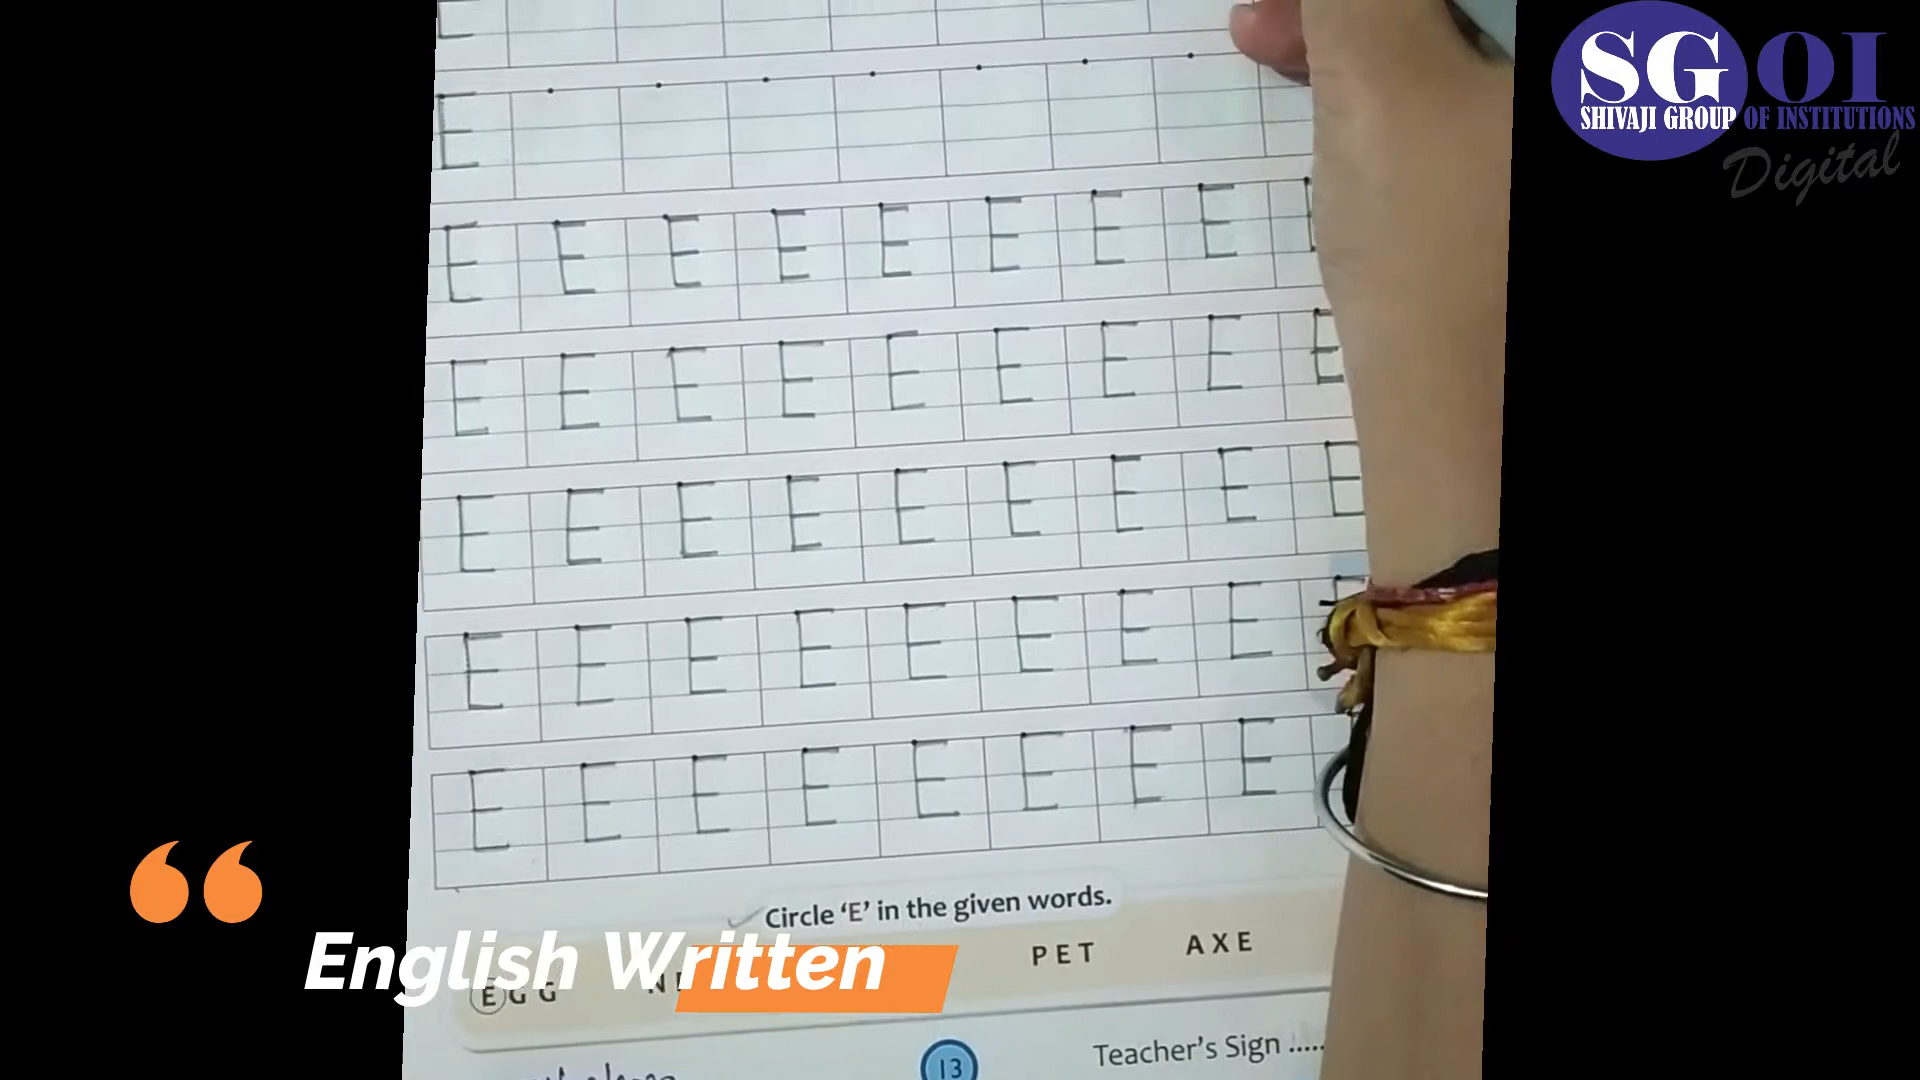 SGOI
SHIVAJI GROUP OF INSTITUTIONS
Digital
E
E E E E E E E E
E E E E E E E E E
E E E E E E E E E
E E E E E E E E
E E E E E E E E
Circle ‘E’ in the given words.
EGG PET AXE
English Written
13
Teacher's Sign .....